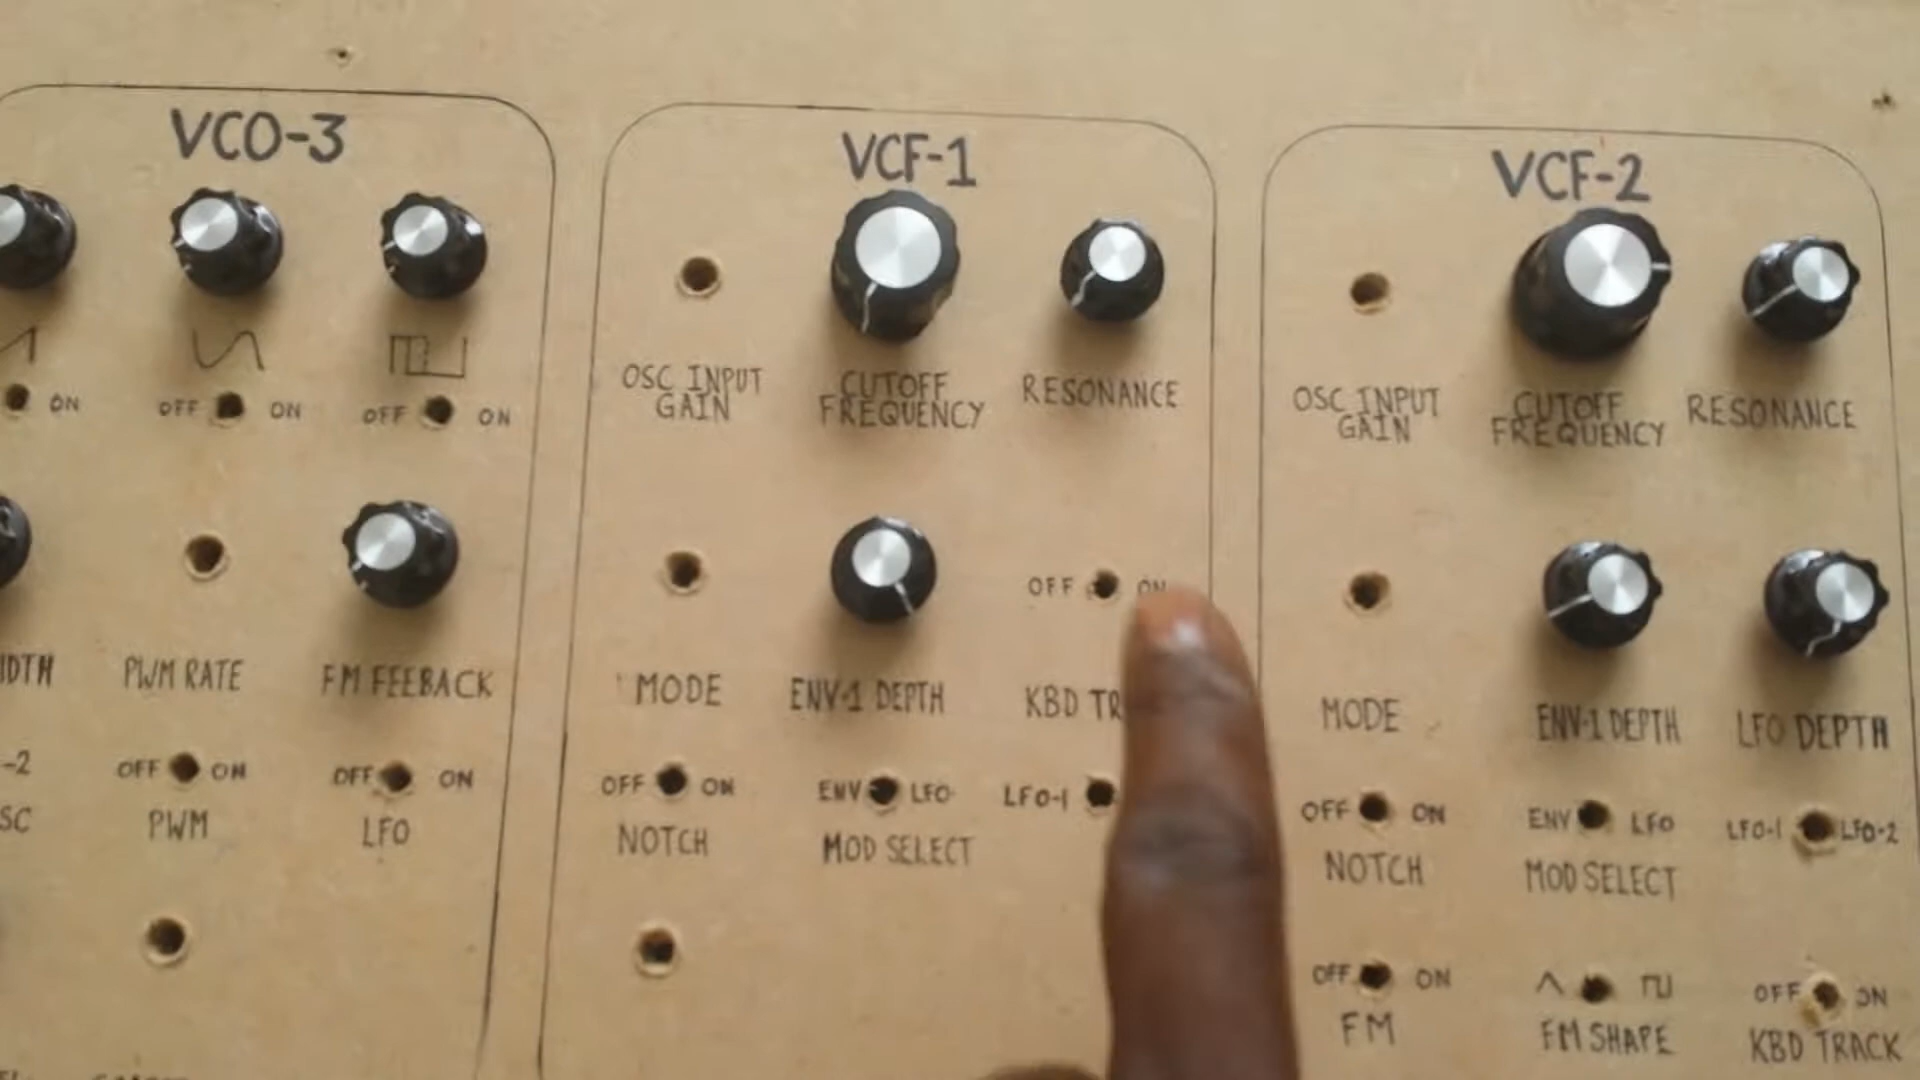 VCO-3
ON
OFF ON
OFF ON
PWM RATE
FM FEEBACK
-2
OFF ON
OFF ON
PWM
LFO
VCF-1
OSC INPUT
GAIN
CUTOFF
FREQUENCY
RESONANCE
OFF ON
MODE
ENV-1 DEPTH
KBD TR
OFF ON
ENV LFO
LFO-1
NOTCH
MOD SELECT
VCF-2
OSC INPUT
GAIN
CUTOFF
FREQUENCY
RESONANCE
MODE
ENV-1 DEPTH
LFO DEPTH
OFF ON
ENV LFO
LFO-1 LFO-2
NOTCH
MOD SELECT
OFF ON
OFF ON
FM
FM SHAPE
KBD TRACK